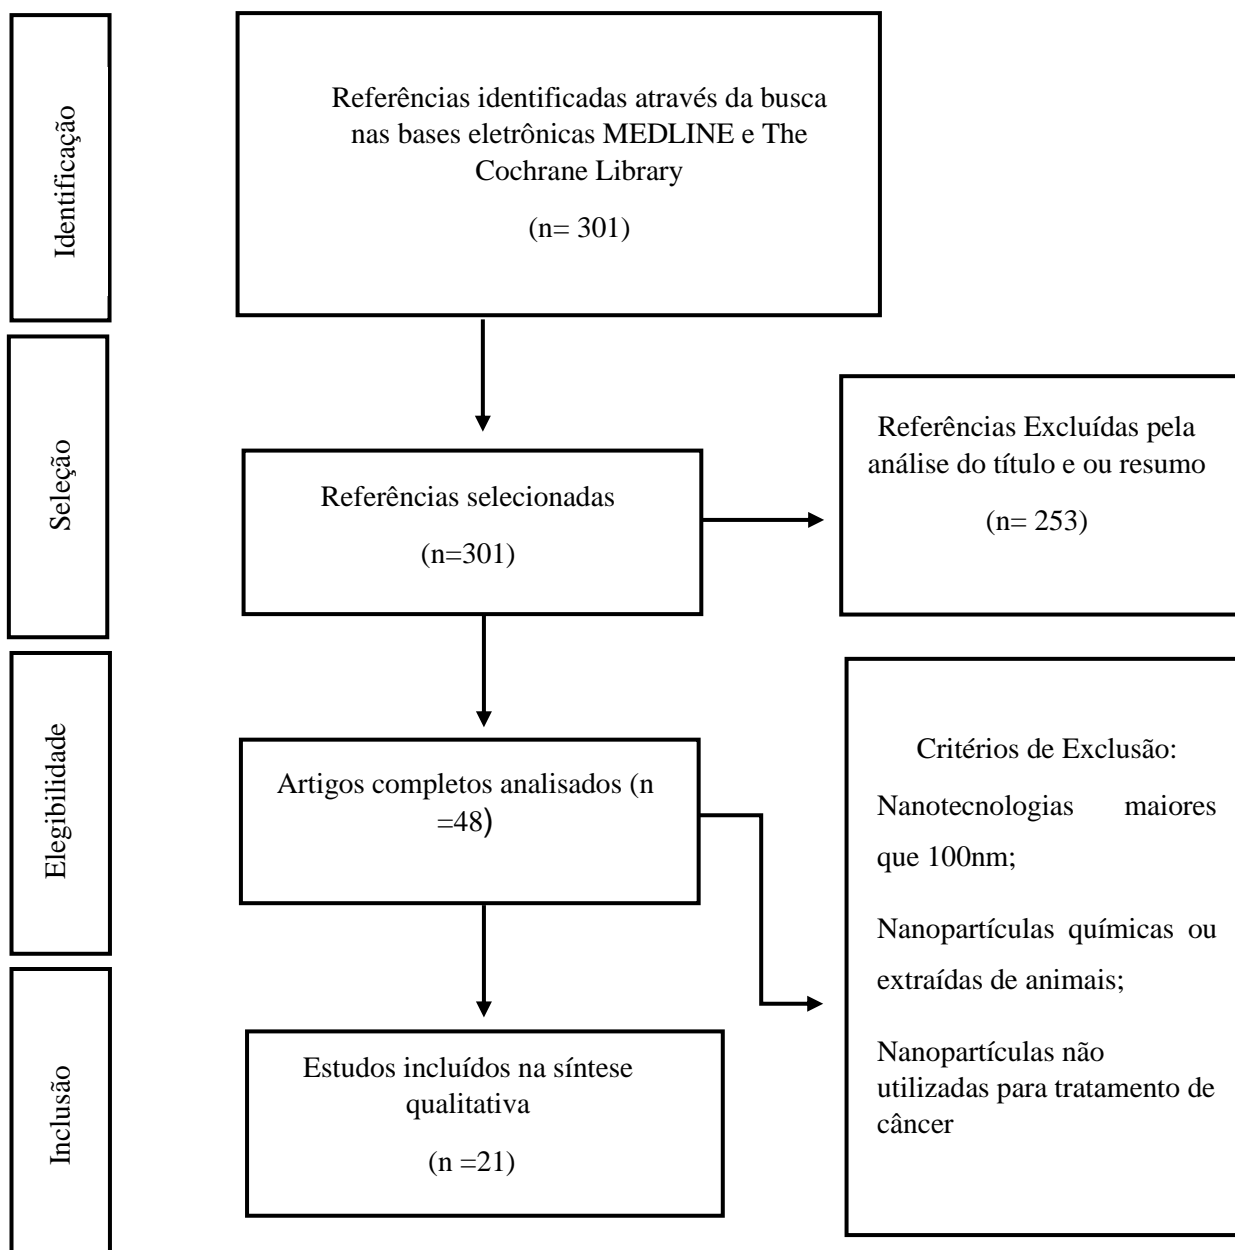 Identificação
Referências identificadas através da busca
nas bases eletrônicas MEDLINE e The
Cochrane Library
(n= 301)
Seleção
Referências selecionadas
(n=301)
Referências Excluídas pela
análise do título e ou resumo
(n= 253)
Elegibilidade
Artigos completos analisados (n
=48)
Critérios de Exclusão:
Nanotecnologias maiores
que 100nm;
Nanopartículas químicas ou
extraídas de animais;
Nanopartículas não
utilizadas para tratamento de
câncer
Inclusão
Estudos incluídos na síntese
qualitativa
(n =21)